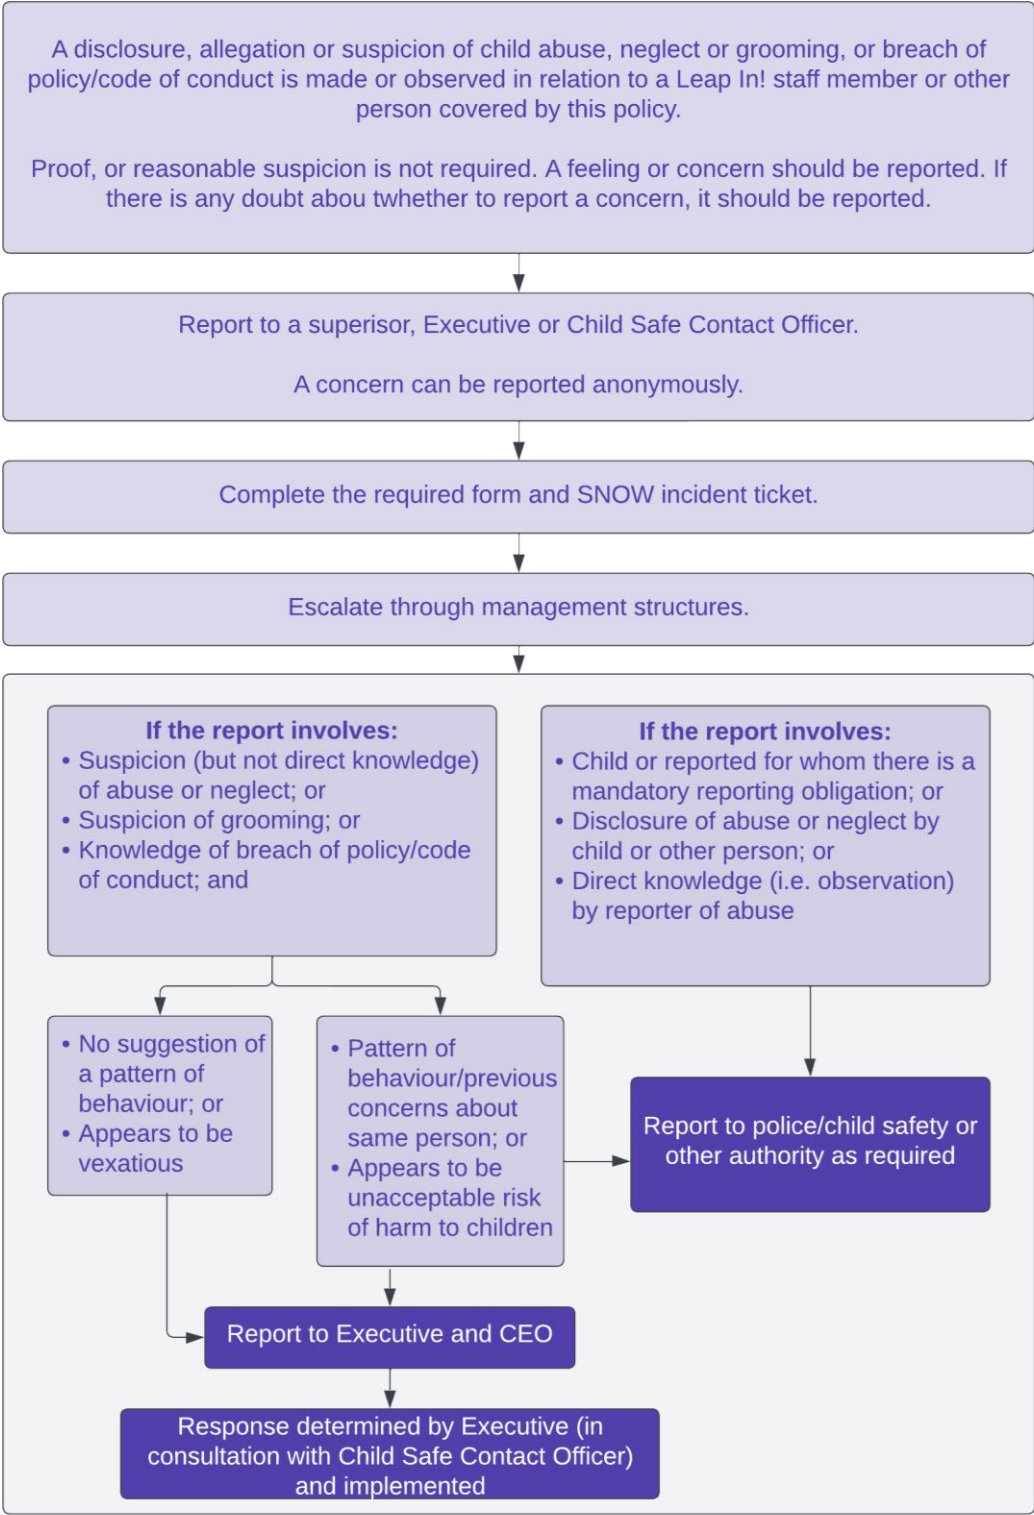 A disclosure, allegation or suspicion of child abuse, neglect or grooming, or breach of
policy/code of conduct is made or observed in relation to a Leap In! staff member or other
person covered by this policy.
Proof, or reasonable suspicion is not required. A feeling or concern should be reported. If
there is any doubt abou twhether to report a concern, it should be reported.
Report to a superisor, Executive or Child Safe Contact Officer.
A concern can be reported anonymously.
Complete the required form and SNOW incident ticket.
Escalate through management structures.
If the report involves:
• Suspicion (but not direct knowledge)
of abuse or neglect; or
• Suspicion of grooming; or
• Knowledge of breach of policy/code
of conduct; and
If the report involves:
• Child or reported for whom there is a
mandatory reporting obligation; or
• Disclosure of abuse or neglect by
child or other person; or
• Direct knowledge (i.e. observation)
by reporter of abuse
• No suggestion of
a pattern of
behaviour; or
• Appears to be
vexatious
• Pattern of
behaviour/previous
concerns about
same person; or
• Appears to be
unacceptable risk
of harm to children
Report to police/child safety or
other authority as required
Report to Executive and CEO
Response determined by Executive (in
consultation with Child Safe Contact Officer)
and implemented